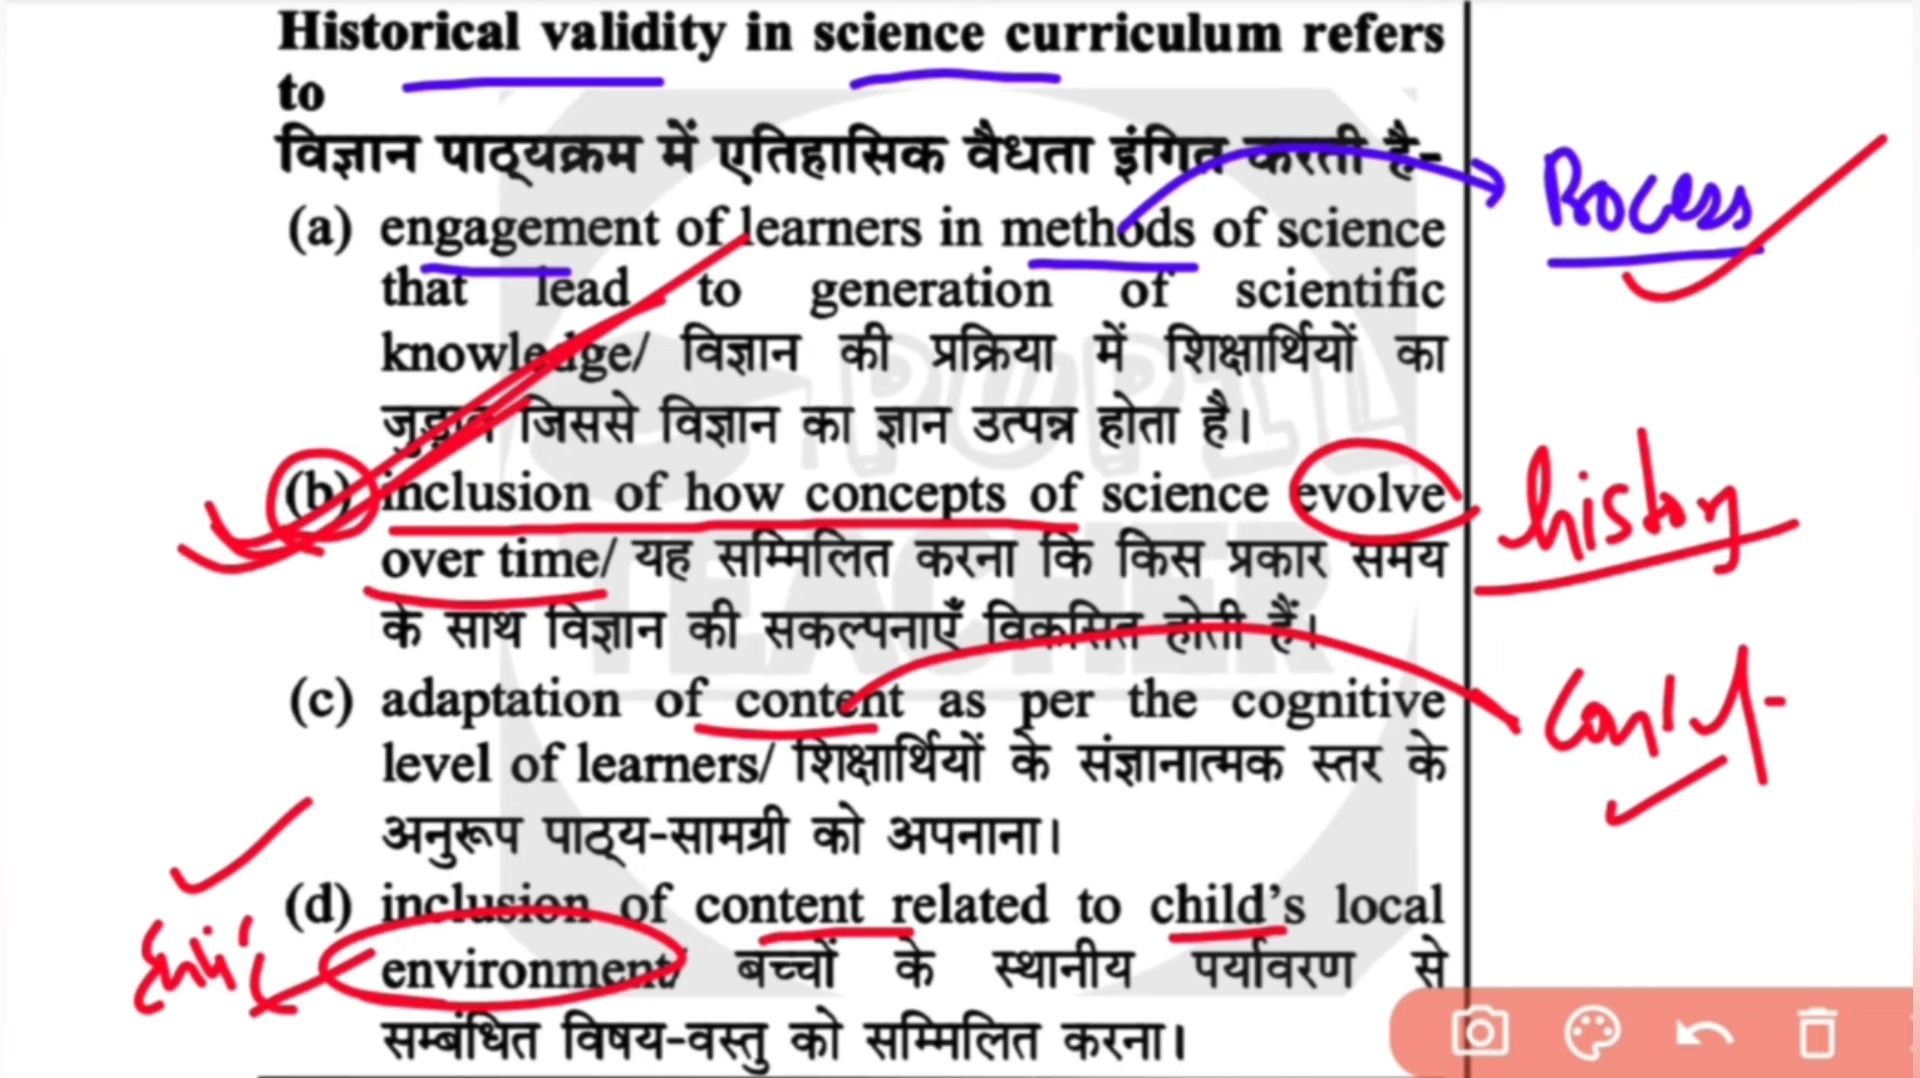 Historical validity in science curriculum refers
to
विज्ञान पाठ्यक्रम में एतिहासिक वैधता इंगित करती है-
(a) engagement of learners in methods of science
that lead to generation of scientific
knowledge/ विज्ञान की प्रक्रिया में शिक्षार्थियों का
जुड़ाव जिससे विज्ञान का ज्ञान उत्पन्न होता है।
(b) inclusion of how concepts of science evolve
over time/ यह सम्मिलित करना कि किस प्रकार समय
के साथ विज्ञान की सकल्पनाएँ विकसित होती हैं।
(c) adaptation of content as per the cognitive
level of learners/ शिक्षार्थियों के संज्ञानात्मक स्तर के
अनुरूप पाठ्य-सामग्री को अपनाना।
(d) inclusion of content related to child's local
environment/ बच्चों के स्थानीय पर्यावरण से
सम्बंधित विषय-वस्तु को सम्मिलित करना।
Process
history
PUPIL
TEACHER